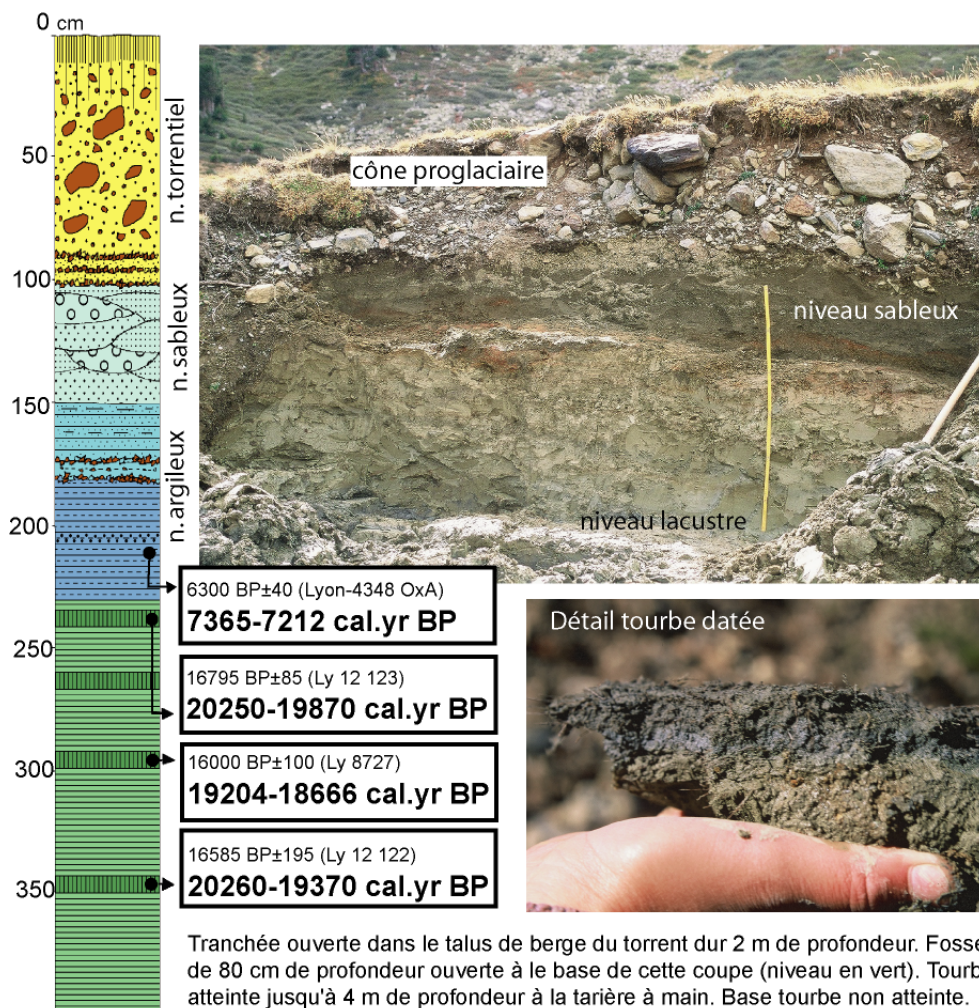 0 cm
50
100
150
200
250
300
350
n. torrentiel
n. sableux
n. argileux
cône proglaciaire
niveau sableux
niveau lacustre
6300 BP±40 (Lyon-4348 OxA)
7365-7212 cal.yr BP
16795 BP±85 (Ly 12 123)
20250-19870 cal.yr BP
16000 BP±100 (Ly 8727)
19204-18666 cal.yr BP
16585 BP±195 (Ly 12 122)
20260-19370 cal.yr BP
Détail tourbe datée
Tranchée ouverte dans le talus de berge du torrent dur 2 m de profondeur. Fosse
de 80 cm de profondeur ouverte à le base de cette coupe (niveau en vert). Tourb
atteinte jusqu'à 4 m de profondeur à la tarière à main. Base tourbe non atteinte.